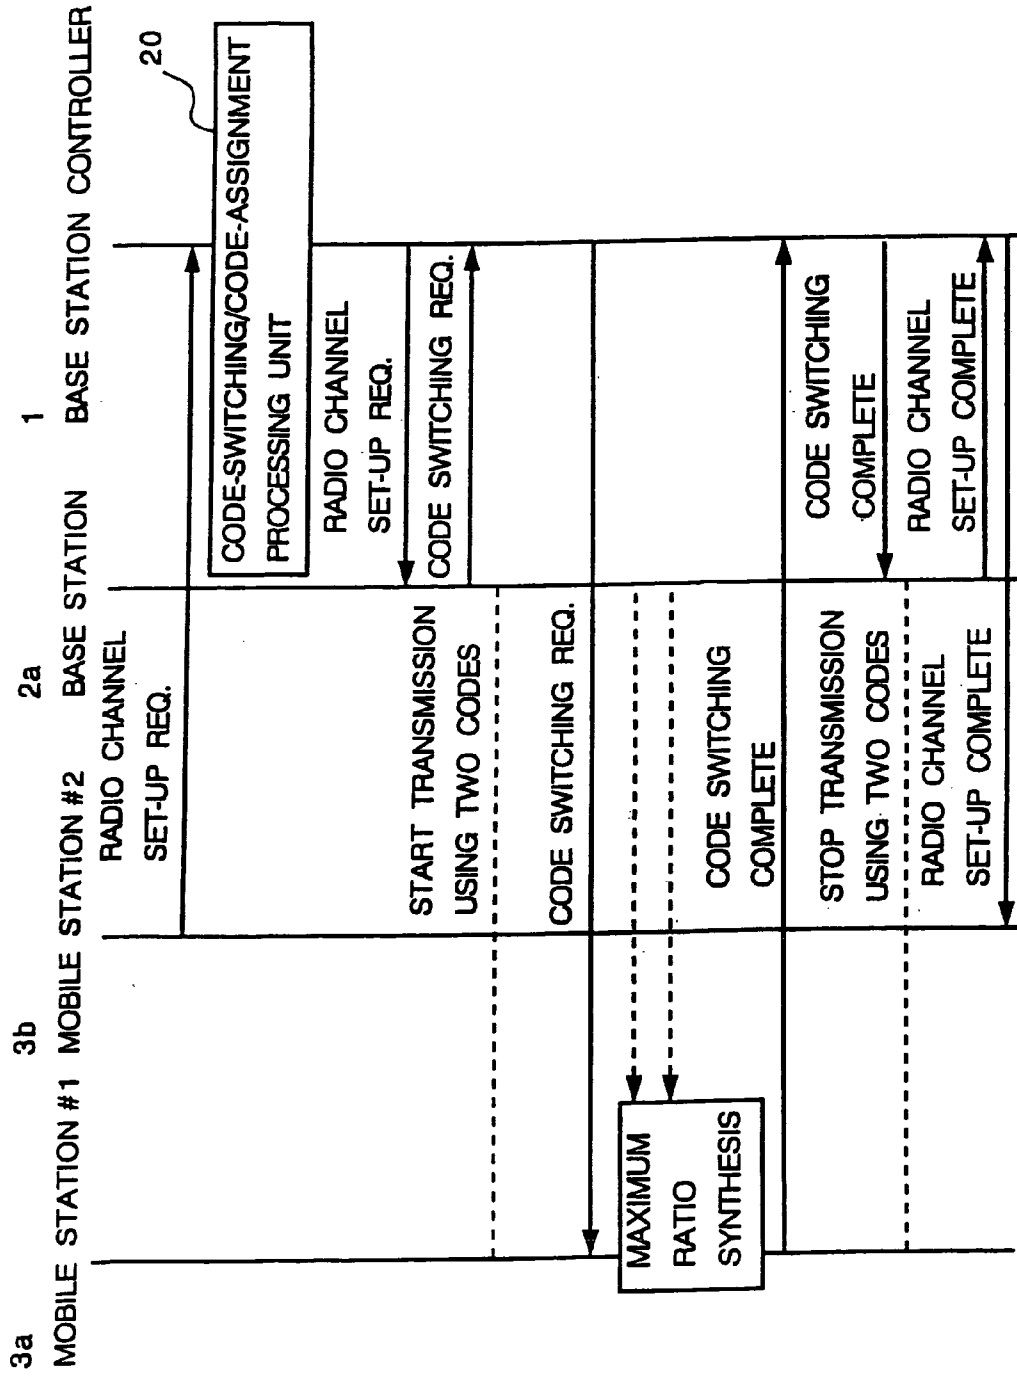 3a
MOBILE STATION #1
3b
MOBILE STATION #2
2a
BASE STATION
1
BASE STATION CONTROLLER
RADIO CHANNEL
SET-UP REQ.
20
CODE-SWITCHING/CODE-ASSIGNMENT
PROCESSING UNIT
RADIO CHANNEL
SET-UP REQ.
CODE SWITCHING REQ.
START TRANSMISSION
USING TWO CODES
CODE SWITCHING REQ.
MAXIMUM
RATIO
SYNTHESIS
CODE SWITCHING
COMPLETE
CODE SWITCHING
COMPLETE
STOP TRANSMISSION
USING TWO CODES
RADIO CHANNEL
SET-UP COMPLETE
RADIO CHANNEL
SET-UP COMPLETE